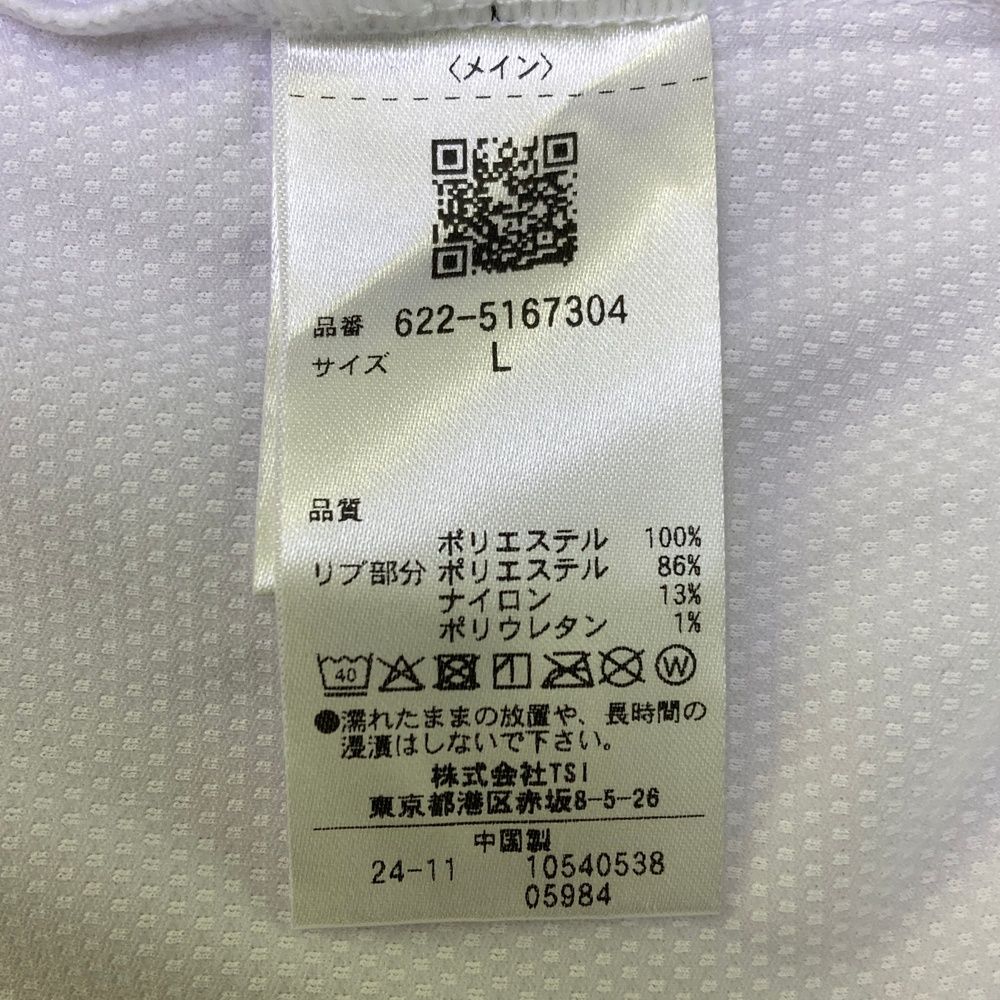 〈メイン〉
品番 622-5167304
サイズ L
品質
ポリエステル 100%
リブ部分 ポリエステル 86%
ナイロン 13%
ポリウレタン 1%
40 W
●濡れたままの放置や、長時間の
浸漬はしないで下さい。
株式会社TSI
東京都港区赤坂8-5-26
中国製
24-11 10540538
05984